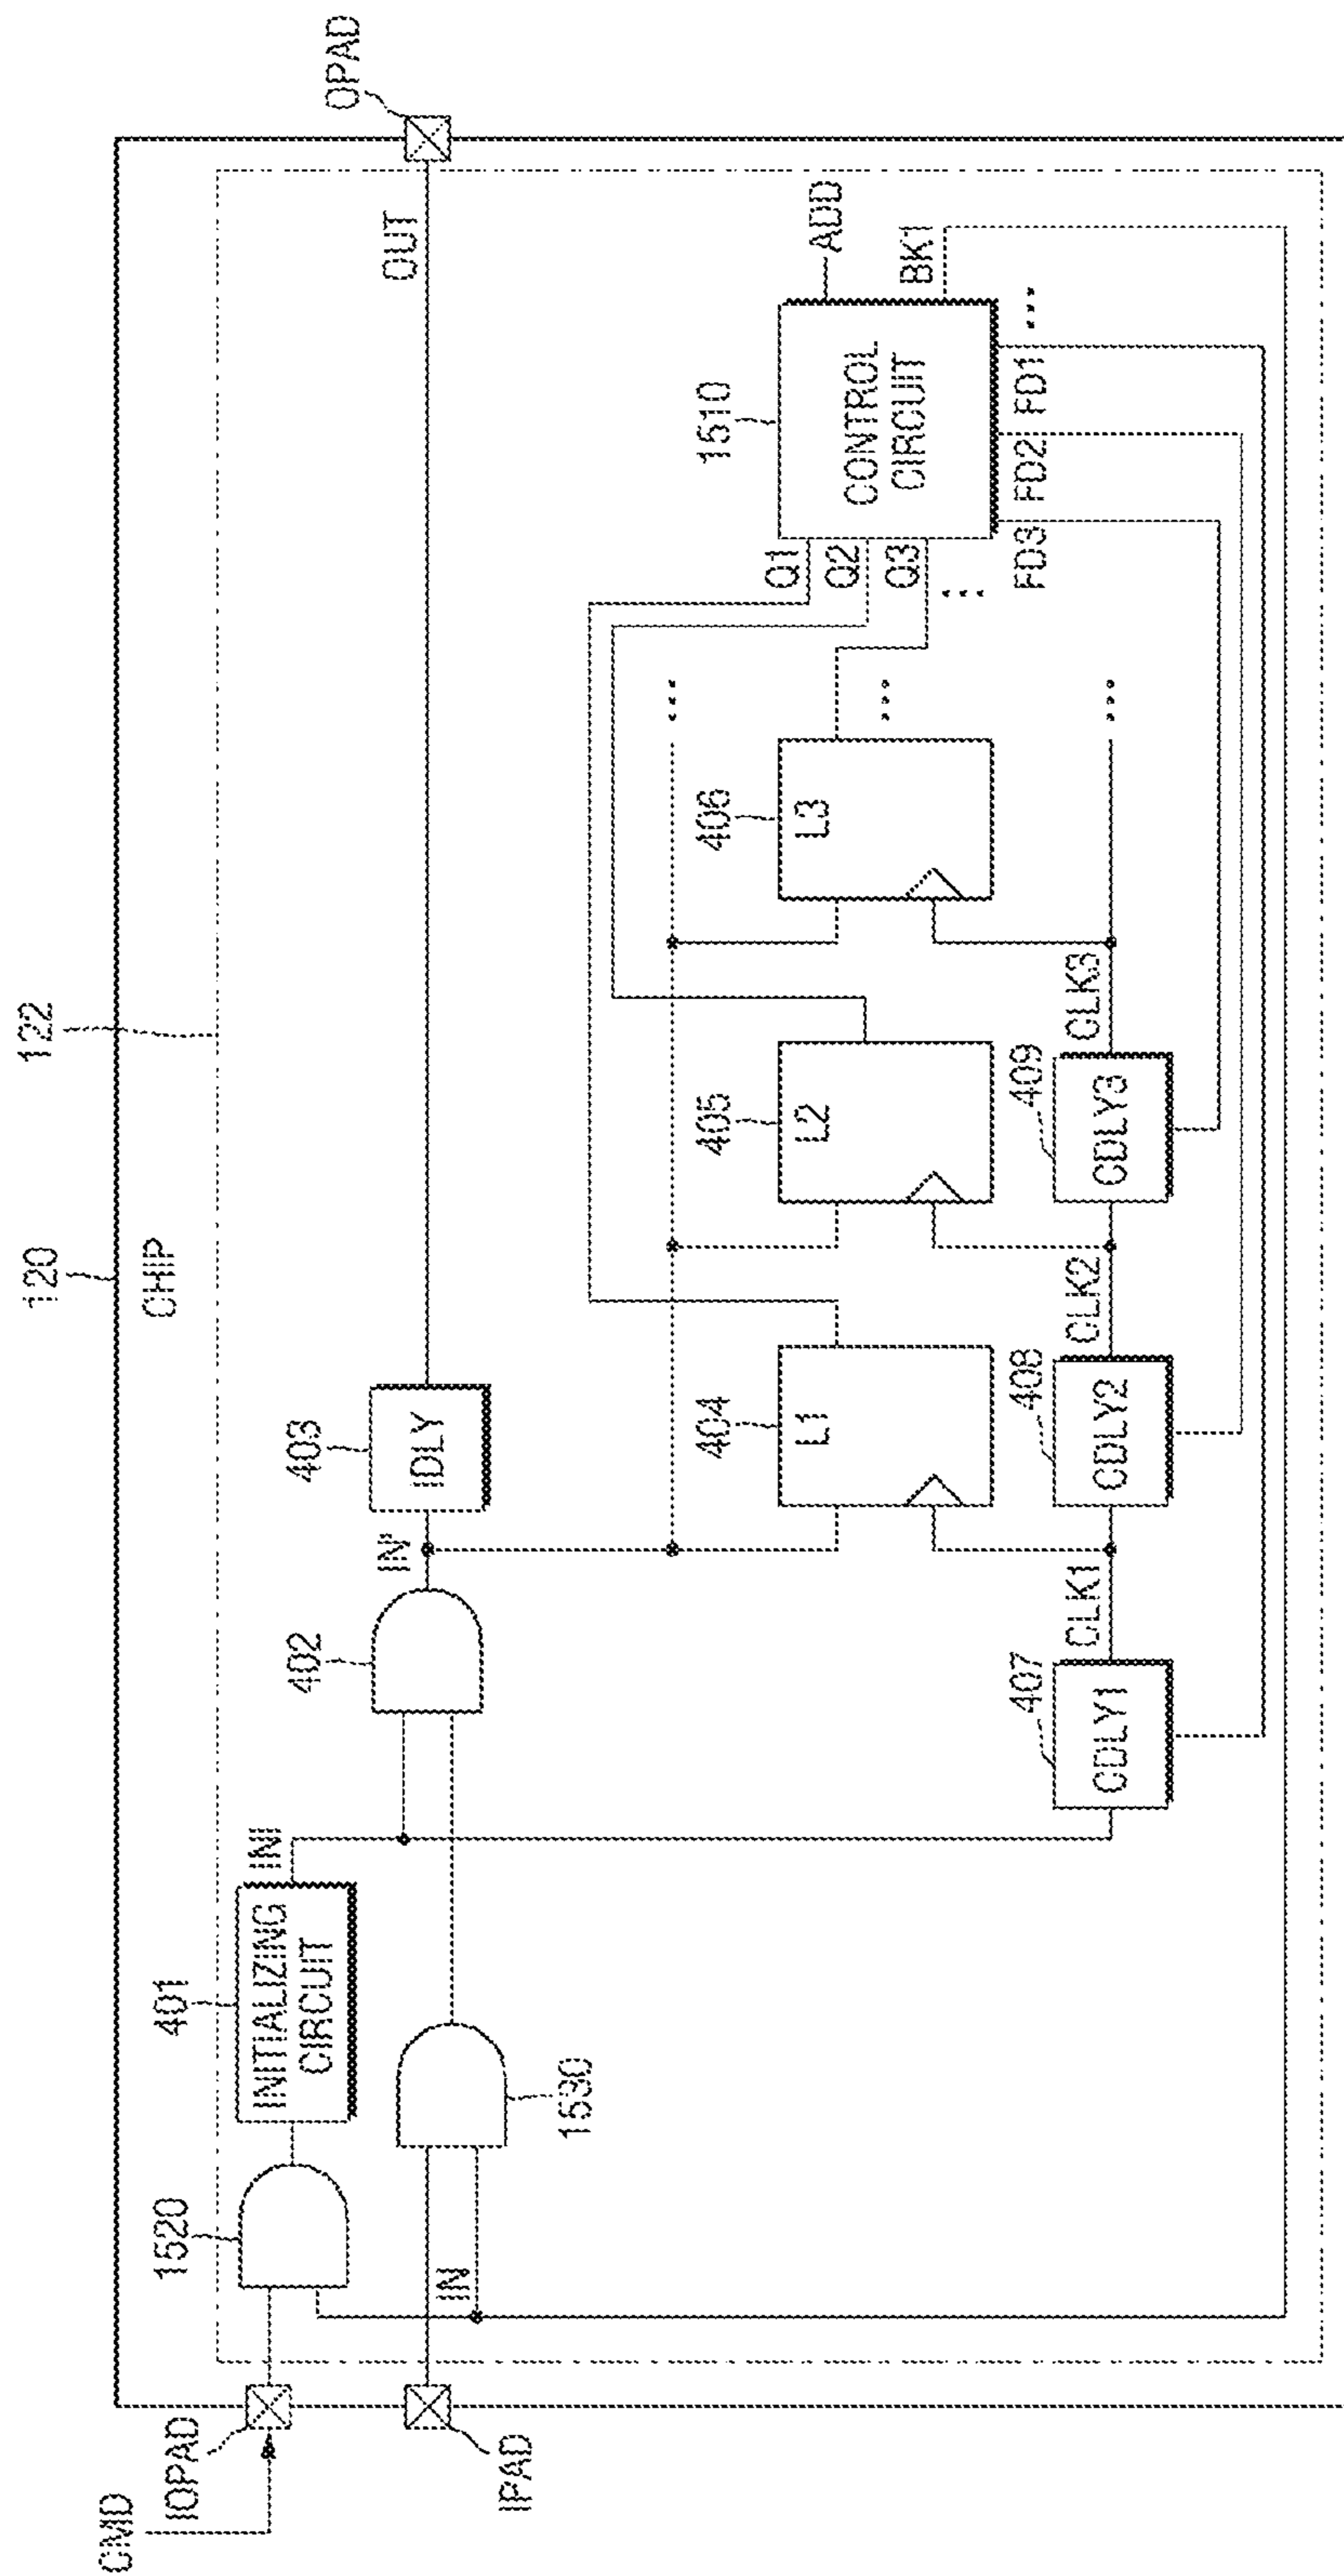 120
122
CHIP
CMD
IOPAD
1520
401
INITIALIZING
CIRCUIT
INI
402
403
IN'
IDLY
OUT
OPAD
IPAD
IN
1530
404
L1
405
L2
406
L3
...
...
...
Q1
Q2
Q3
...
1510
CONTROL
CIRCUIT
ADD
BK1
FD3
FD2
FD1
...
407
CDLY1
CLK1
408
CDLY2
CLK2
409
CDLY3
CLK3